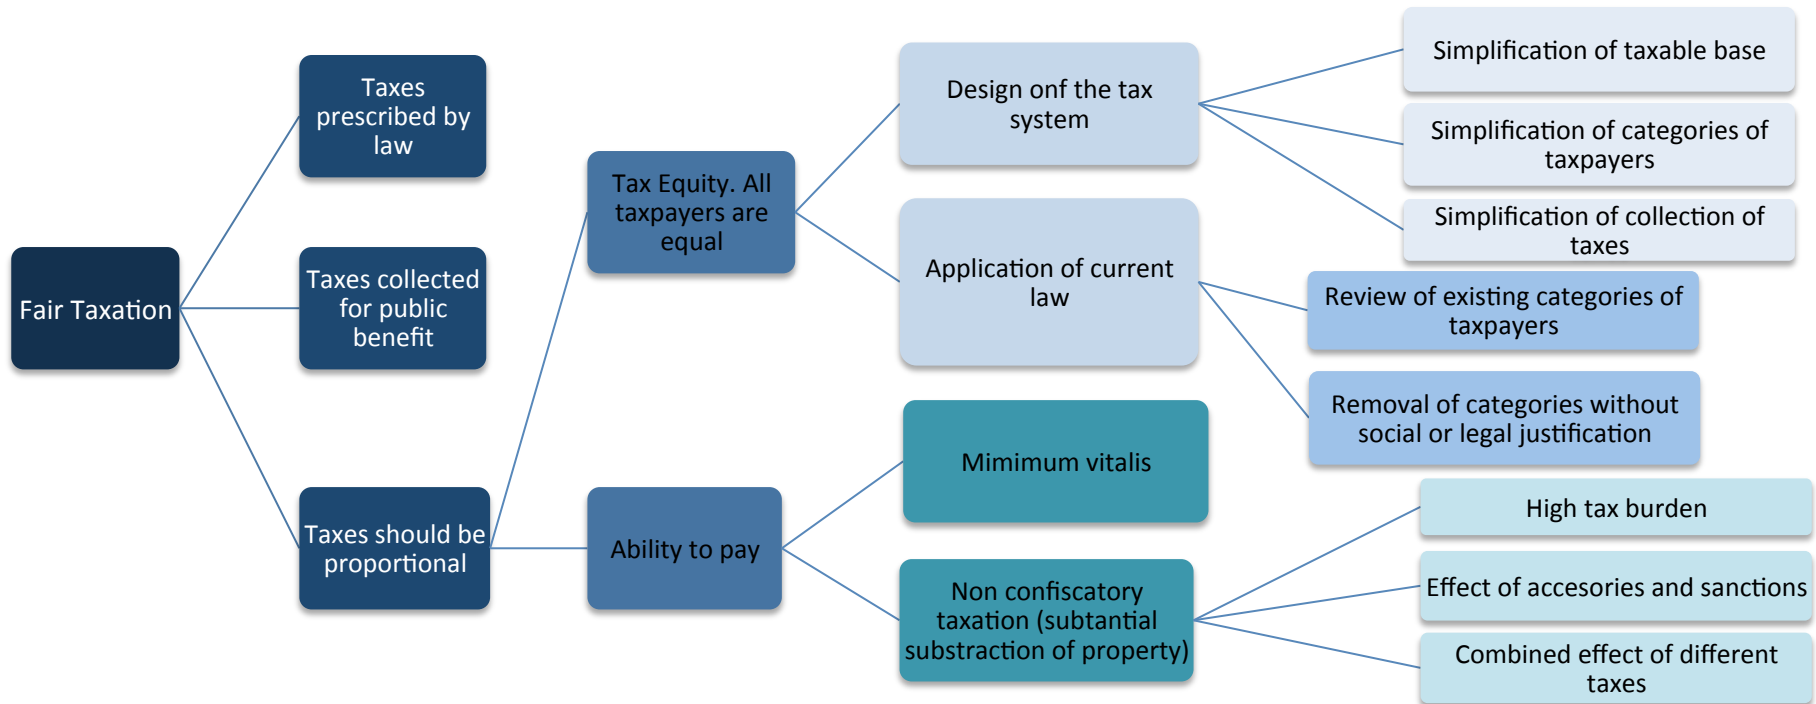 Fair Taxation
Taxes
prescribed by
law
Taxes collected
for public
benefit
Taxes should be
proportional
Tax Equity. All
taxpayers are
equal
Ability to pay
Design onf the tax
system
Application of current
law
Mimimum vitalis
Non confiscatory
taxation (subtantial
substraction of property)
Simplification of taxable base
Simplification of categories of
taxpayers
Simplification of collection of
taxes
Review of existing categories of
taxpayers
Removal of categories without
social or legal justification
High tax burden
Effect of accesories and sanctions
Combined effect of different
taxes